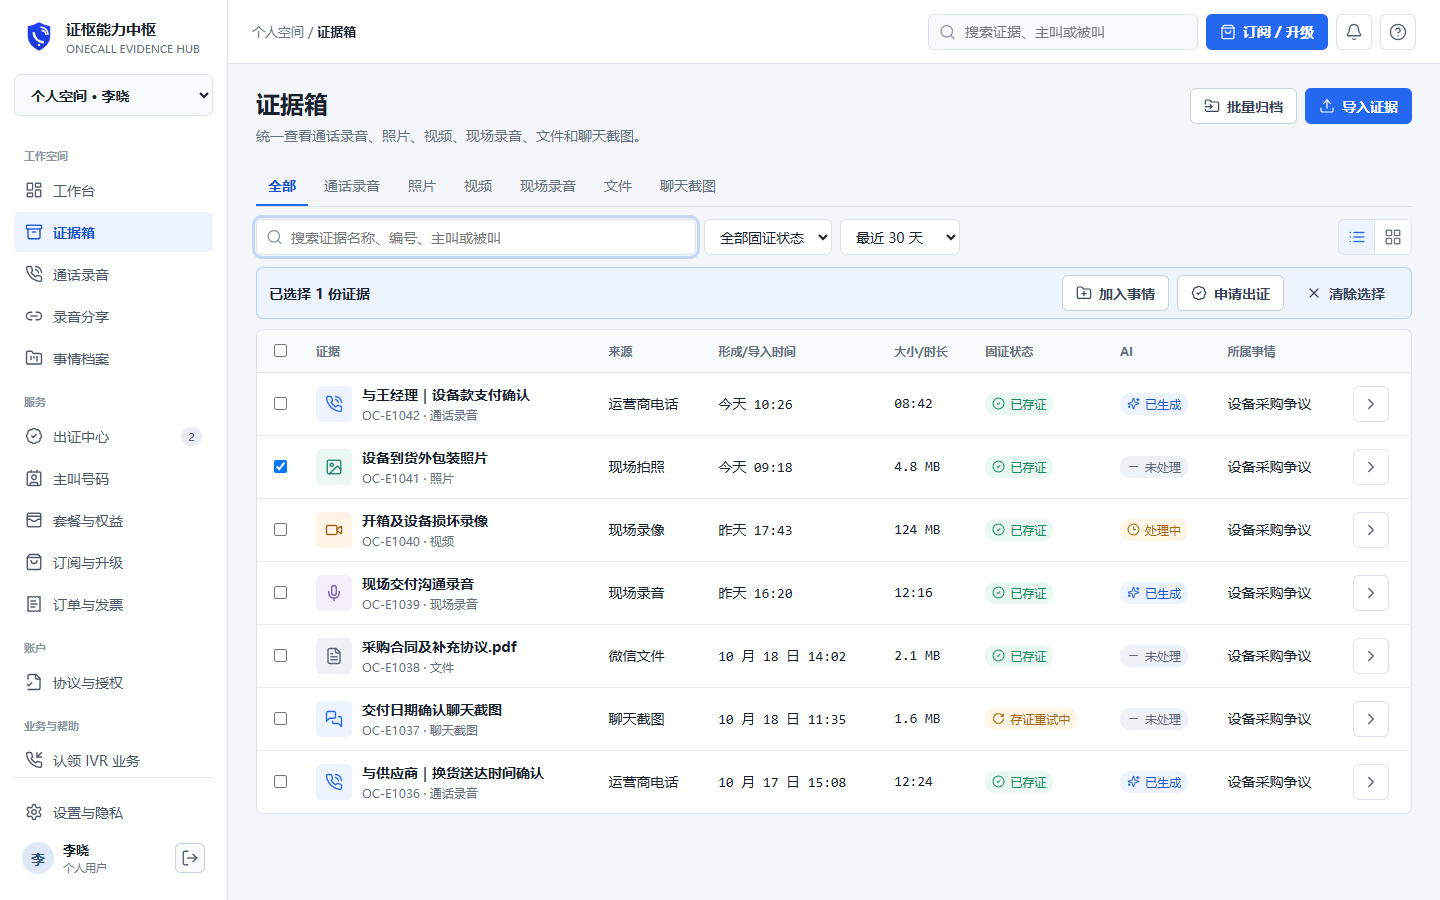 证枢能力中枢
ONECALL EVIDENCE HUB
个人空间 • 李晓
工作空间
工作台
证据箱
通话录音
录音分享
事情档案
服务
出证中心 2
主叫号码
套餐与权益
订阅与升级
订单与发票
账户
协议与授权
业务与帮助
认领 IVR 业务
设置与隐私
李 李晓
个人用户
个人空间 / 证据箱
搜索证据、主叫或被叫
订阅 / 升级
证据箱
统一查看通话录音、照片、视频、现场录音、文件和聊天截图。
批量归档
导入证据
全部 通话录音 照片 视频 现场录音 文件 聊天截图
搜索证据名称、编号、主叫或被叫
全部固证状态
最近 30 天
已选择 1 份证据
加入事情
申请出证
清除选择
证据 来源 形成/导入时间 大小/时长 固证状态 AI 所属事情
与王经理｜设备款支付确认
OC-E1042 · 通话录音
运营商电话 今天 10:26 08:42 已存证 已生成 设备采购争议
设备到货外包装照片
OC-E1041 · 照片
现场拍照 今天 09:18 4.8 MB 已存证 未处理 设备采购争议
开箱及设备损坏录像
OC-E1040 · 视频
现场录像 昨天 17:43 124 MB 已存证 处理中 设备采购争议
现场交付沟通录音
OC-E1039 · 现场录音
现场录音 昨天 16:20 12:16 已存证 已生成 设备采购争议
采购合同及补充协议.pdf
OC-E1038 · 文件
微信文件 10 月 18 日 14:02 2.1 MB 已存证 未处理 设备采购争议
交付日期确认聊天截图
OC-E1037 · 聊天截图
聊天截图 10 月 18 日 11:35 1.6 MB 存证重试中 未处理 设备采购争议
与供应商｜换货送达时间确认
OC-E1036 · 通话录音
运营商电话 10 月 17 日 15:08 12:24 已存证 已生成 设备采购争议